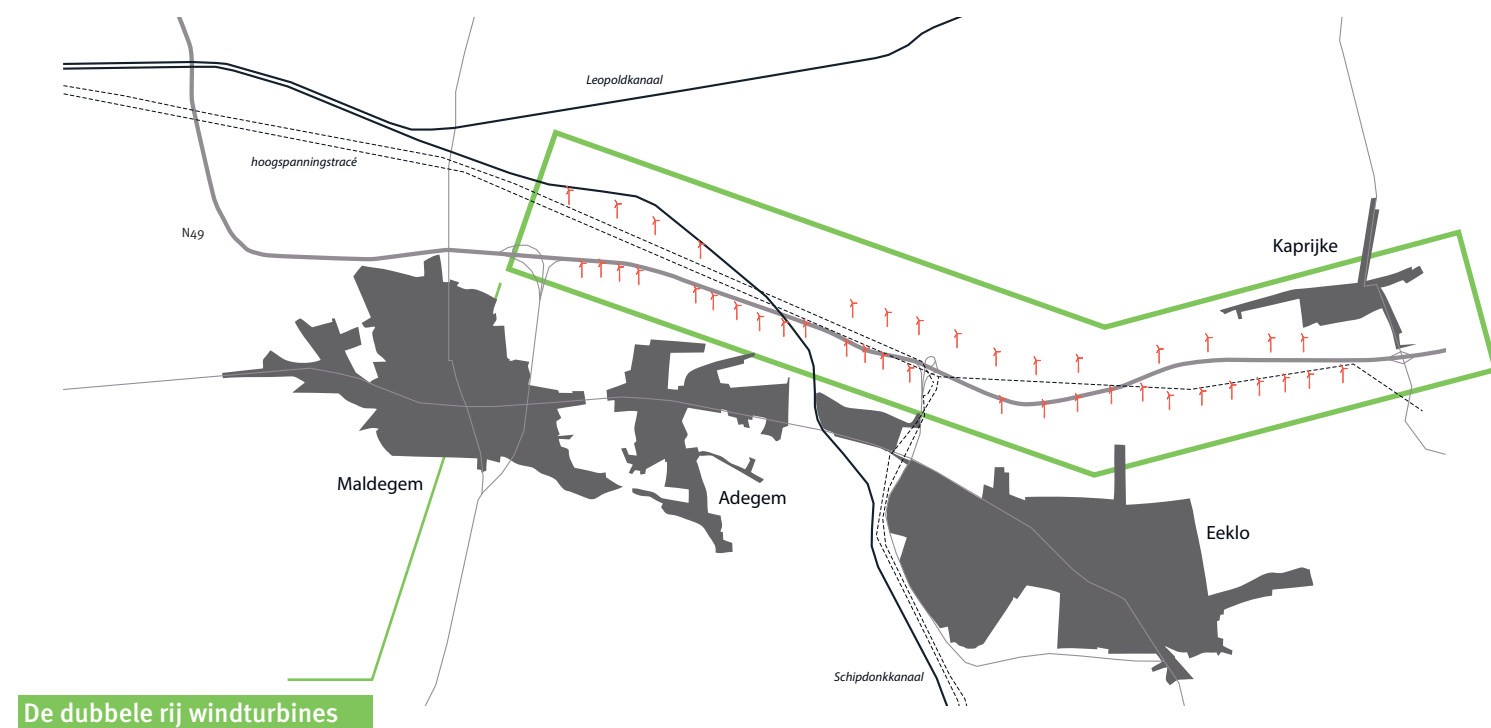 Leopoldkanaal
hoogspanningstracé
N49
Kaprijke
Maldegem
Adegem
Eeklo
Schipdonkkanaal
De dubbele rij windturbines